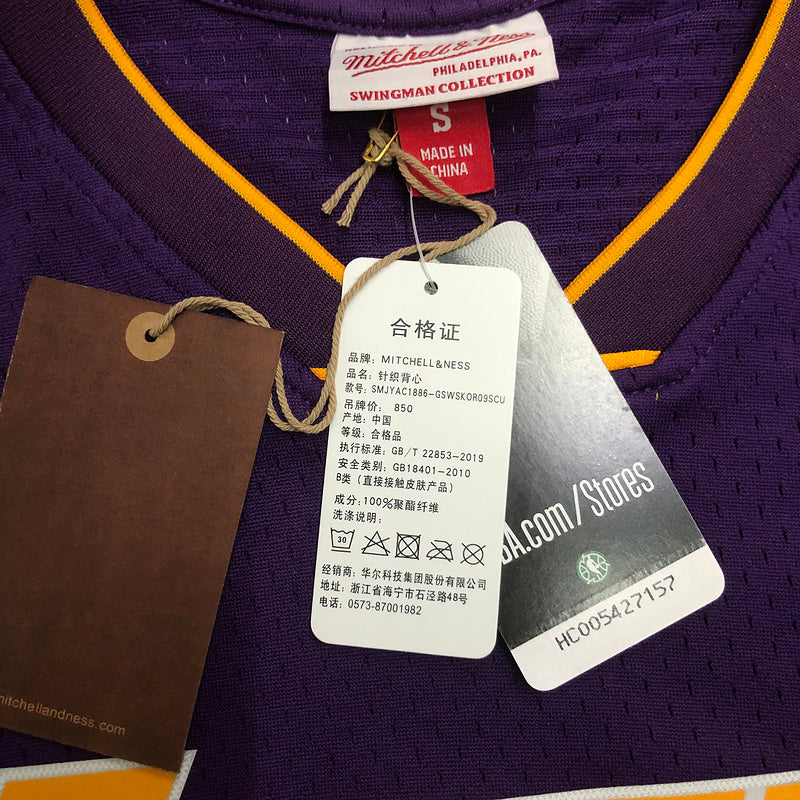 Mitchell & Ness
PHILADELPHIA, PA.
SWINGMAN COLLECTION
S
MADE IN
CHINA
合格证
品牌: MITCHELL&NESS
品名: 针织背心
款号: SMJYAC1886-GSWSKOR09SCU
吊牌价: 850
产地: 中国
等级: 合格品
执行标准: GB/T 22853-2019
安全类别: GB18401-2010
B类 (直接接触皮肤产品)
成分: 100%聚酯纤维
洗涤说明:
30
经销商: 华尔科技集团股份有限公司
地址: 浙江省海宁市石泾路48号
电话: 0573-87001982
BA.com/Stores
HC005427157
mitchellandness.com